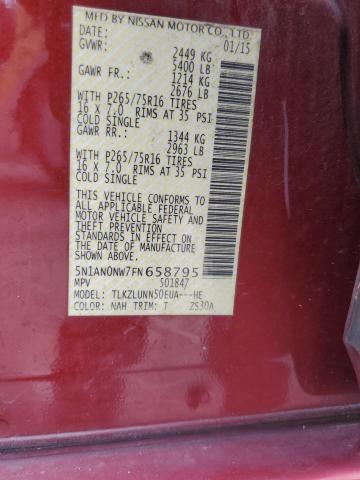 MFD BY NISSAN MOTOR CO., LTD.
DATE: 01/15
GVWR: 2449 KG
5400 LB
GAWR FR.: 1214 KG
2676 LB
WITH P265/75R16 TIRES
16 X 7.0 RIMS AT 35 PSI
COLD SINGLE
GAWR RR.: 1344 KG
2963 LB
WITH P265/75R16 TIRES
16 X 7.0 RIMS AT 35 PSI
COLD SINGLE
THIS VEHICLE CONFORMS TO
ALL APPLICABLE FEDERAL
MOTOR VEHICLE SAFETY AND
THEFT PREVENTION
STANDARDS IN EFFECT ON
THE DATE OF MANUFACTURE
SHOWN ABOVE.
5N1AN0NW7FN658795
MPV 501847
MODEL: TLKZLUNN50EUA---HE
COLOR: NAH TRIM: T ZS30A